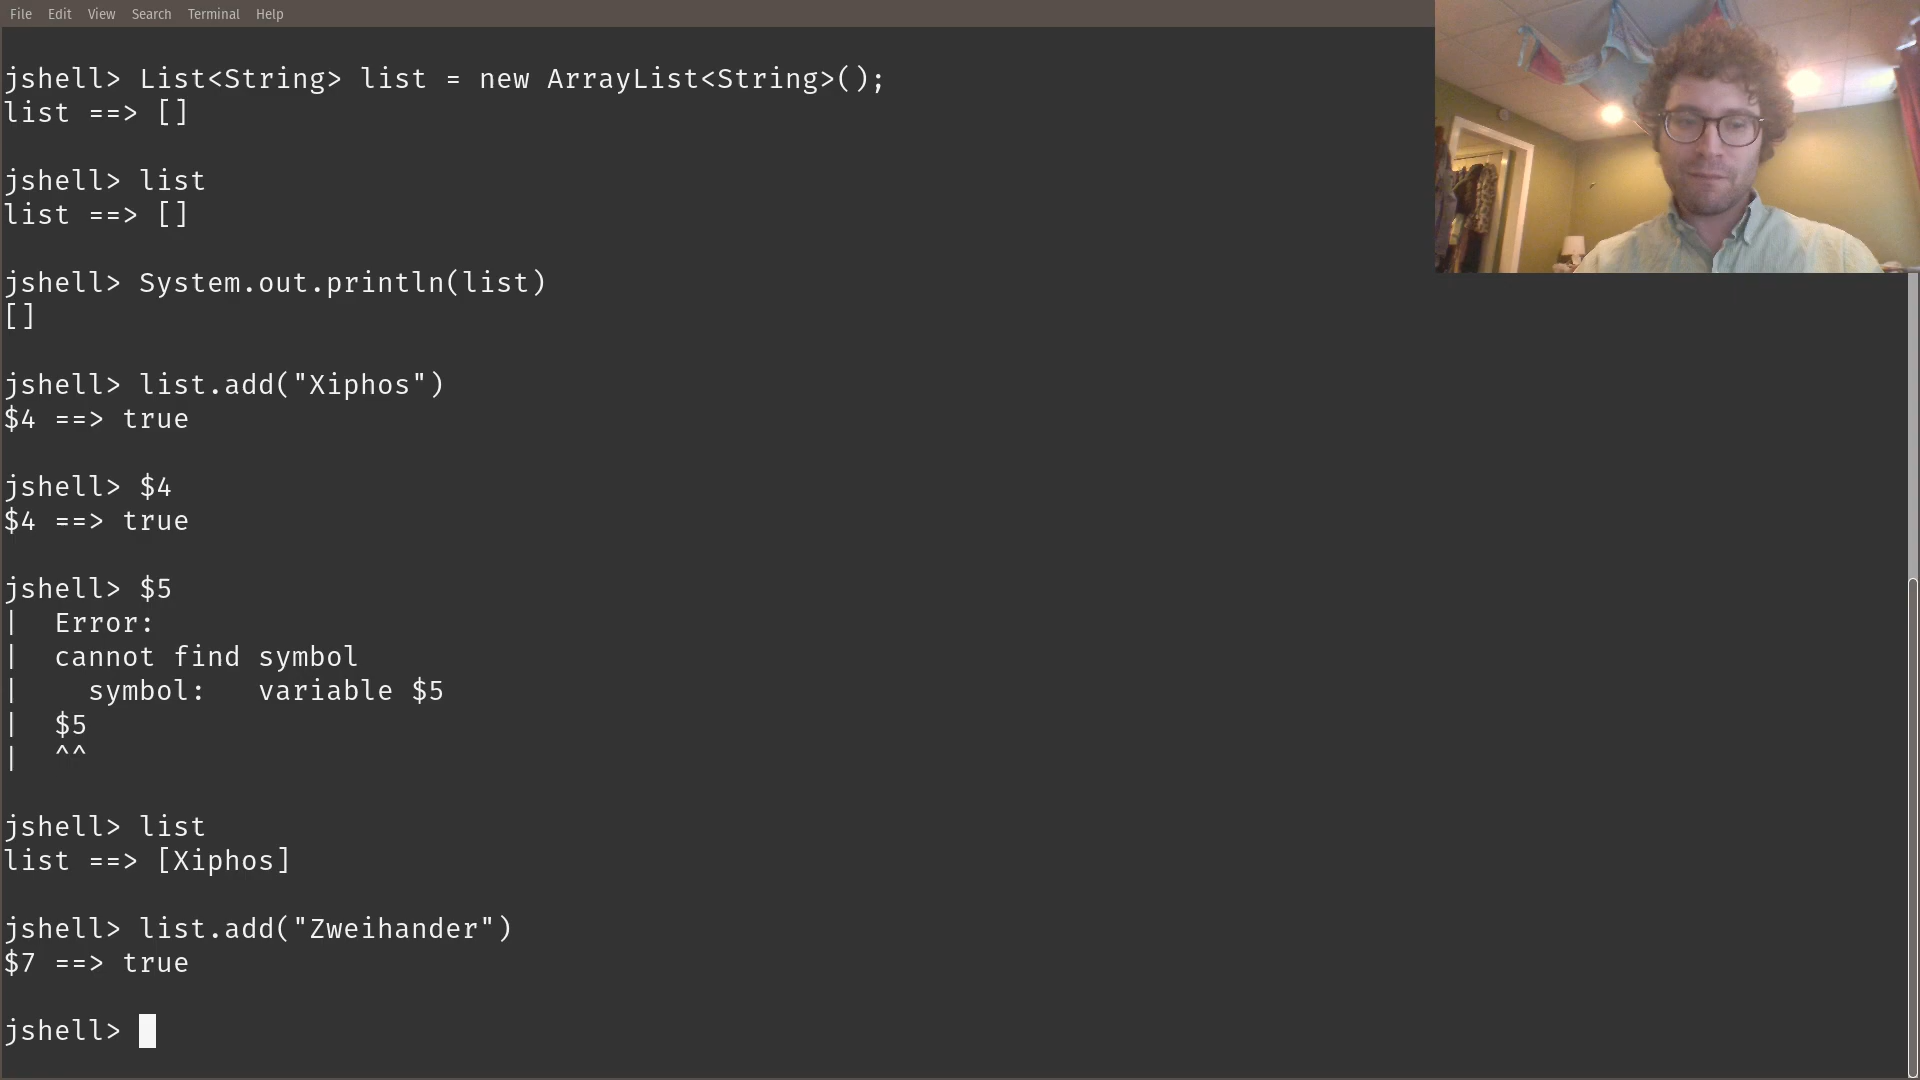 File Edit View Search Terminal Help
jshell> List<String> list = new ArrayList<String>();
list ==> []
jshell> list
list ==> []
jshell> System.out.println(list)
[]
jshell> list.add("Xiphos")
$4 ==> true
jshell> $4
$4 ==> true
jshell> $5
|  Error:
|  cannot find symbol
|    symbol:   variable $5
|  $5
|  ^^
jshell> list
list ==> [Xiphos]
jshell> list.add("Zweihander")
$7 ==> true
jshell>